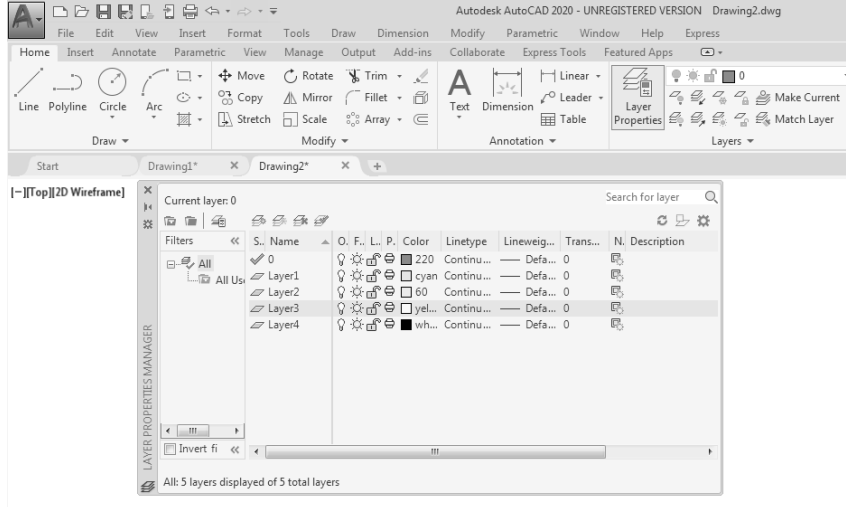 A
Autodesk AutoCAD 2020 - UNREGISTERED VERSION Drawing2.dwg
File Edit View Insert Format Tools Draw Dimension Modify Parametric Window Help Express
Home Insert Annotate Parametric View Manage Output Add-ins Collaborate Express Tools Featured Apps
Line Polyline Circle Arc
Move Rotate Trim
Copy Mirror Fillet
Stretch Scale Array
A Text Dimension
Linear
Leader
Table
Layer Properties
0
Make Current
Match Layer
Draw Modify Annotation Layers
Start Drawing1* Drawing2*
[−][Top][2D Wireframe]
Current layer: 0 Search for layer
Filters S.. Name O. F.. L.. P. Color Linetype Lineweig... Trans... N. Description
All 0 220 Continu... Defa... 0
All Us Layer1 cyan Continu... Defa... 0
Layer2 60 Continu... Defa... 0
Layer3 yel... Continu... Defa... 0
Layer4 wh... Continu... Defa... 0
Invert fi
LAYER PROPERTIES MANAGER
All: 5 layers displayed of 5 total layers